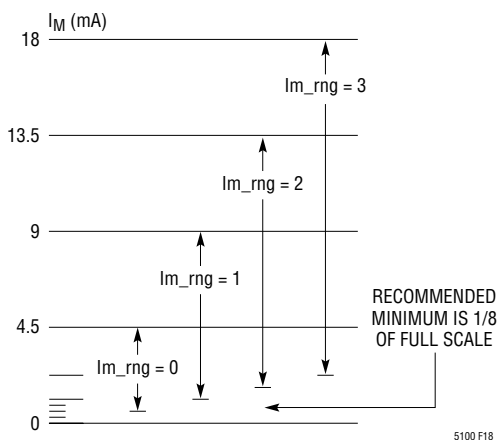 I_M (mA)
18
Im_rng = 3
13.5
Im_rng = 2
9
Im_rng = 1
RECOMMENDED
MINIMUM IS 1/8
OF FULL SCALE
4.5
Im_rng = 0
0
5100 F18